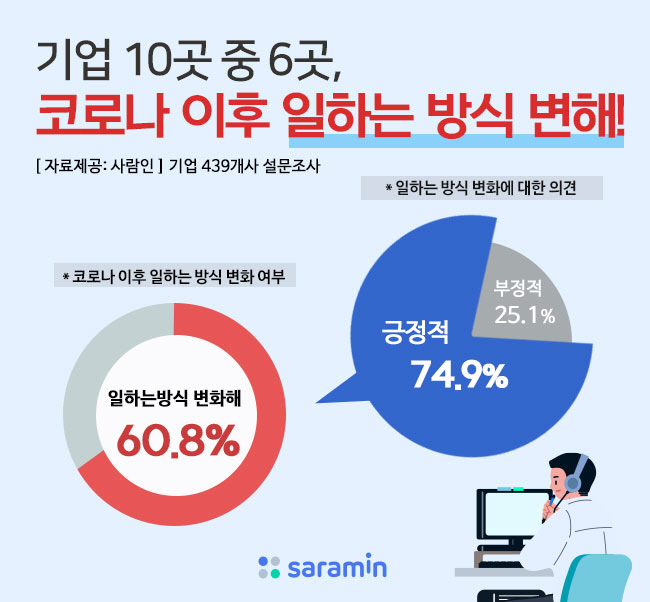 기업 10곳 중 6곳,
코로나 이후 일하는 방식 변해!
[ 자료제공: 사람인 ] 기업 439개사 설문조사
* 일하는 방식 변화에 대한 의견
* 코로나 이후 일하는 방식 변화 여부
부정적
25.1%
긍정적
74.9%
일하는방식 변화해
60.8%
saramin